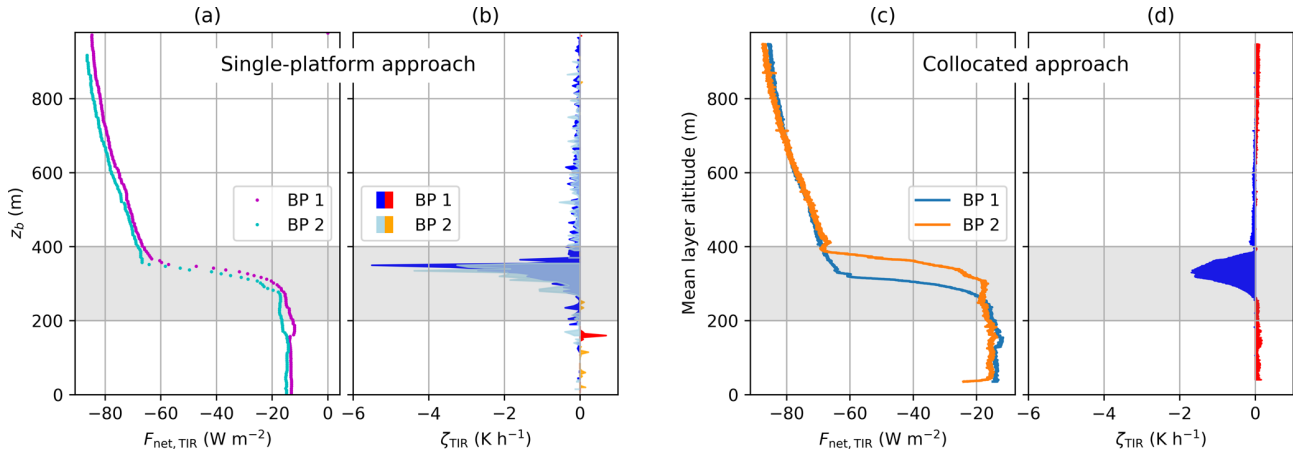 (a)
(b)
(c)
(d)
Single-platform approach
Collocated approach
z_b (m)
800
600
400
200
0
BP 1
BP 2
BP 1
BP 2
−80
−60
−40
−20
0
F_net, TIR (W m⁻²)
−6
−4
−2
0
ζ_TIR (K h⁻¹)
Mean layer altitude (m)
800
600
400
200
0
BP 1
BP 2
−80
−60
−40
−20
F_net, TIR (W m⁻²)
−6
−4
−2
0
ζ_TIR (K h⁻¹)